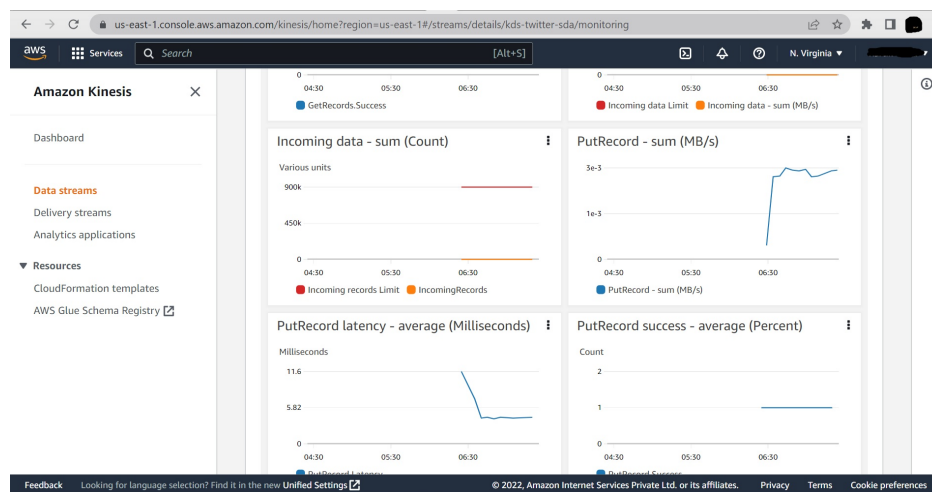 us-east-1.console.aws.amazon.com/kinesis/home?region=us-east-1#/streams/details/kds-twitter-sda/monitoring
aws Services Search [Alt+S] N. Virginia
Amazon Kinesis
Dashboard
Data streams
Delivery streams
Analytics applications
Resources
CloudFormation templates
AWS Glue Schema Registry
0
04:30 05:30 06:30
GetRecords.Success
0
04:30 05:30 06:30
Incoming data Limit Incoming data - sum (MB/s)
Incoming data - sum (Count)
Various units
900k
450k
0
04:30 05:30 06:30
Incoming records Limit IncomingRecords
PutRecord - sum (MB/s)
3e-3
1e-3
0
04:30 05:30 06:30
PutRecord - sum (MB/s)
PutRecord latency - average (Milliseconds)
Milliseconds
11.6
5.82
0
04:30 05:30 06:30
PutRecord Latency
PutRecord success - average (Percent)
Count
2
1
0
04:30 05:30 06:30
PutRecord Success
Feedback Looking for language selection? Find it in the new Unified Settings © 2022, Amazon Internet Services Private Ltd. or its affiliates. Privacy Terms Cookie preferences